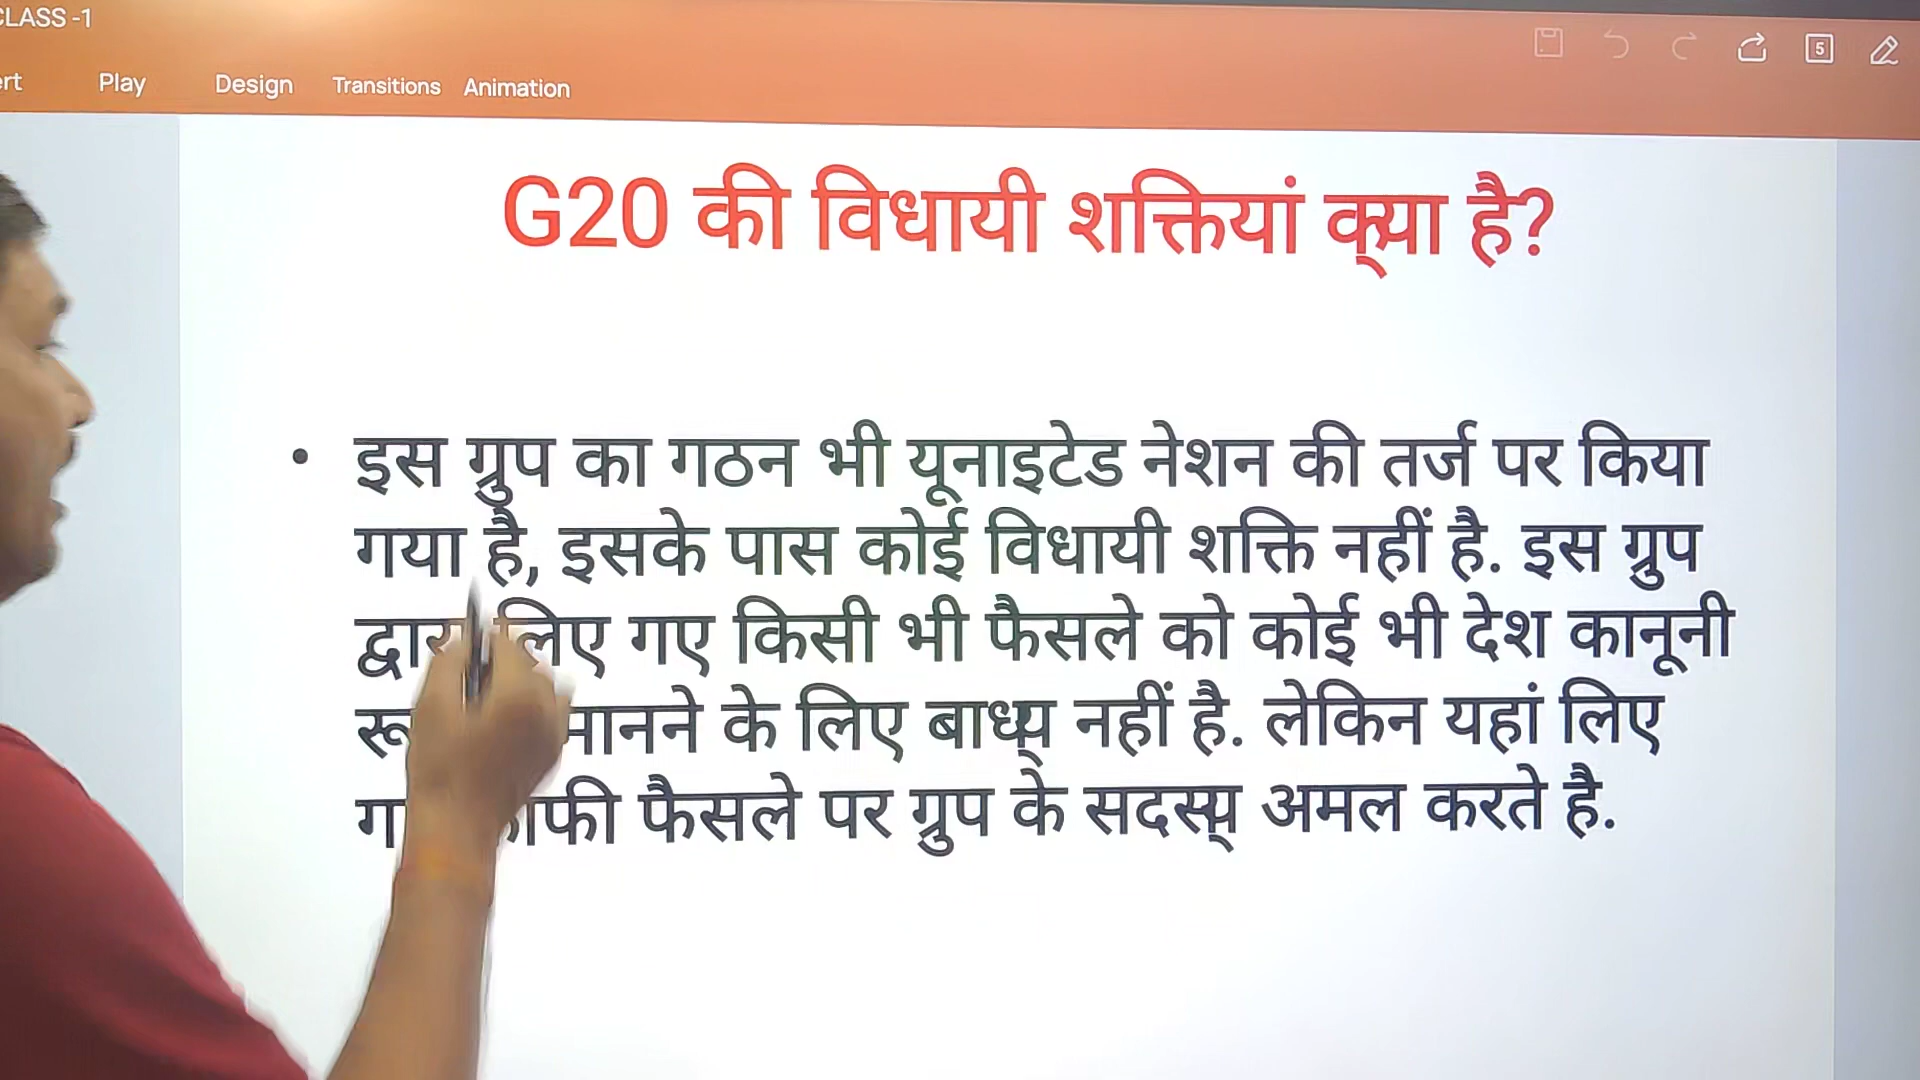 CLASS -1
5
Play Design Transitions Animation
G20 की विधायी शक्तियां क्या है?
• इस ग्रुप का गठन भी यूनाइटेड नेशन की तर्ज पर किया
गया है, इसके पास कोई विधायी शक्ति नहीं है. इस ग्रुप
लिए गए किसी भी फैसले को कोई भी देश कानूनी
मानने के लिए बाध्य नहीं है. लेकिन यहां लिए
फैसले पर ग्रुप के सदस्य अमल करते है.